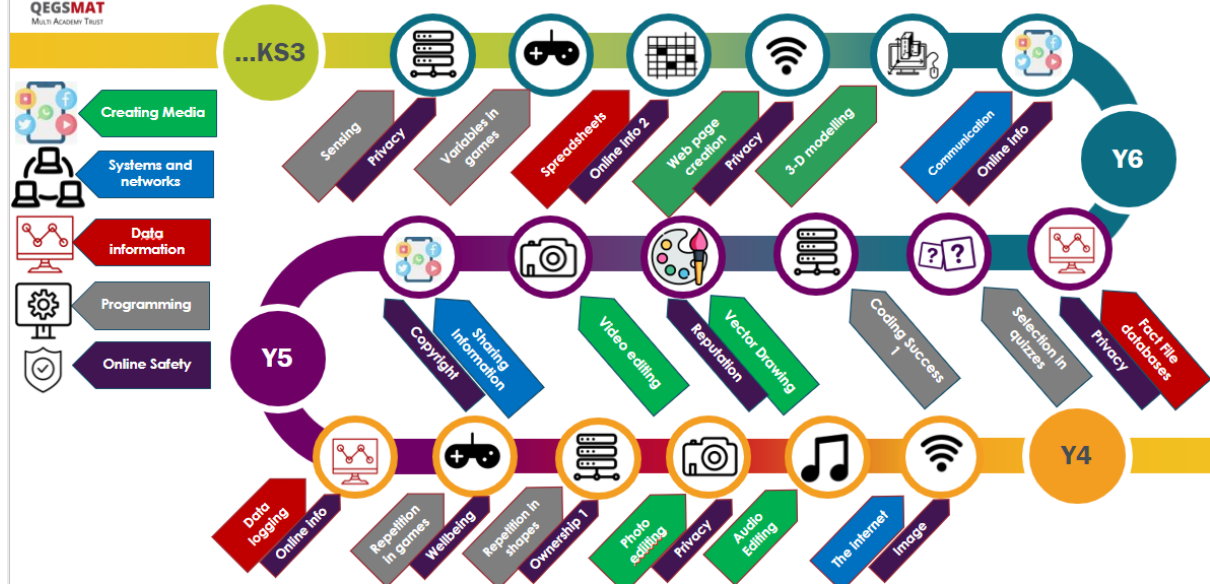 QEGSMAT
MULTI ACADEMY TRUST
...KS3
Creating Media
Systems and
networks
Data
information
Programming
Online Safety
Sensing
Privacy
Variables in
games
Spreadsheets
Online info 2
Web page
creation
Privacy
3-D modelling
Communication
Online info
Y6
? ?
Y5
Copyright
Sharing
Information
Video editing
Reputation
Vector Drawing
Coding Success
1
Selection in
quizzes
Privacy
Fact File
databases
Y4
Data
logging
Online info
Repetition
in games
Wellbeing
Repetition in
shapes
Ownership 1
Photo
editing
Privacy
Audio
Editing
The Internet
Image